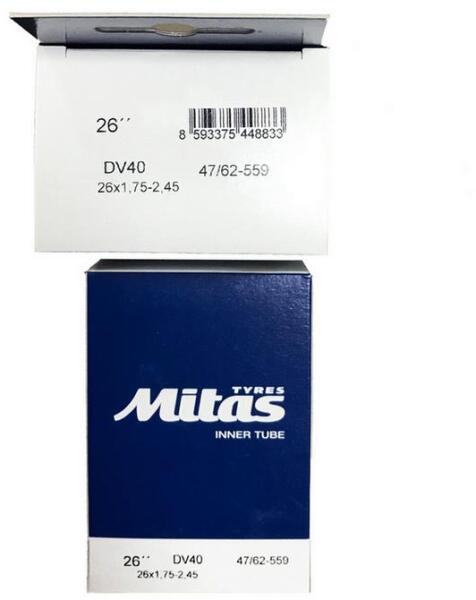 26´´
8 593375 448833
DV40 47/62-559
26x1,75-2,45
TYRES
Mitas
INNER TUBE
26´´ DV40 47/62-559
26x1,75-2,45